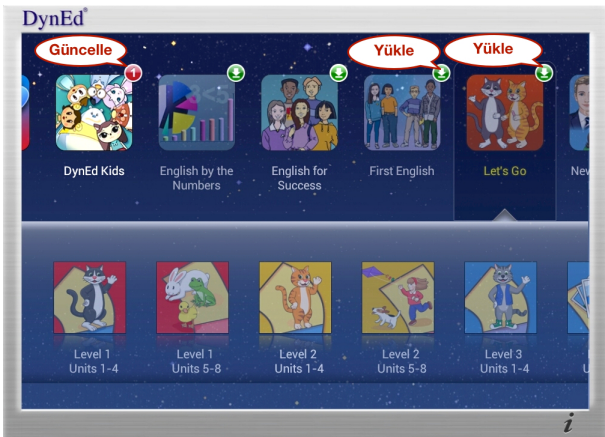 DynEd®
Güncelle
Yükle
Yükle
1
DynEd Kids
English by the
Numbers
English for
Success
First English
Let's Go
New
Level 1
Units 1-4
Level 1
Units 5-8
Level 2
Units 1-4
Level 2
Units 5-8
Level 3
Units 1-4
L
U
i